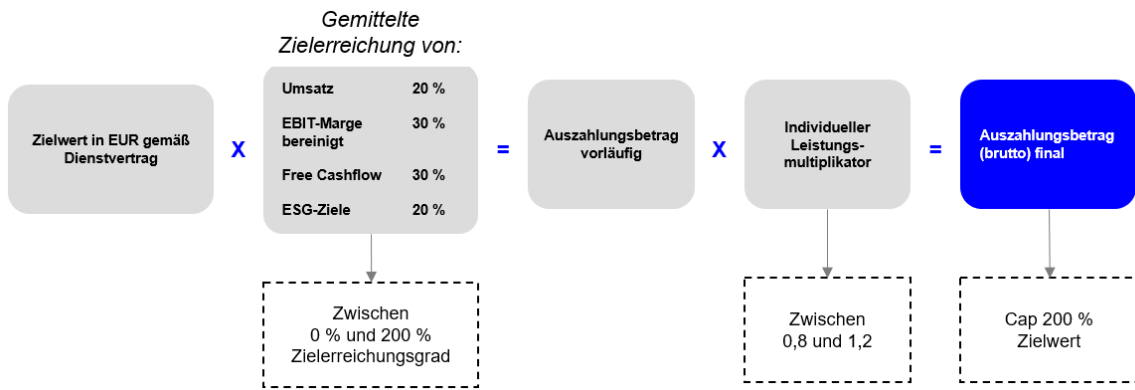 Gemittelte
Zielerreichung von:
Zielwert in EUR gemäß
Dienstvertrag
X
Umsatz 20 %
EBIT-Marge 30 %
bereinigt
Free Cashflow 30 %
ESG-Ziele 20 %
=
Auszahlungsbetrag
vorläufig
X
Individueller
Leistungs-
multiplikator
=
Auszahlungsbetrag
(brutto) final
Zwischen
0 % und 200 %
Zielerreichungsgrad
Zwischen
0,8 und 1,2
Cap 200 %
Zielwert